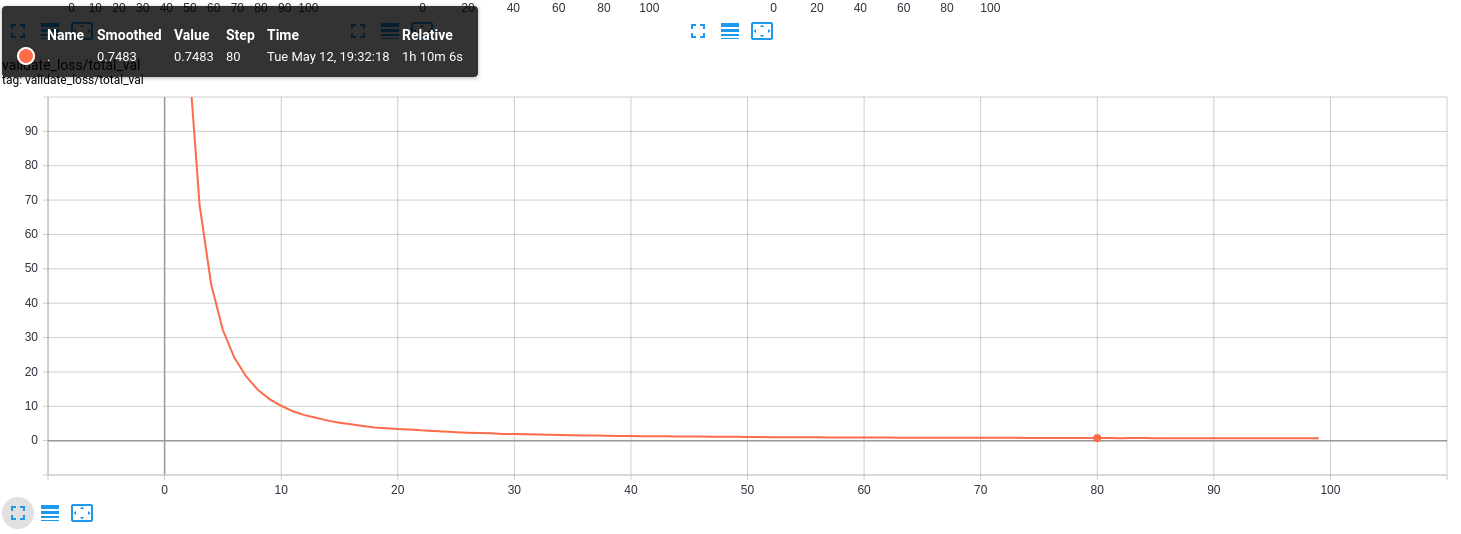 0 10 20 30 40 50 60 70 80 90 100 0 20 40 60 80 100 0 20 40 60 80 100
Name Smoothed Value Step Time Relative
. 0.7483 0.7483 80 Tue May 12, 19:32:18 1h 10m 6s
validate_loss/total_val
tag: validate_loss/total_val
90
80
70
60
50
40
30
20
10
0
0 10 20 30 40 50 60 70 80 90 100